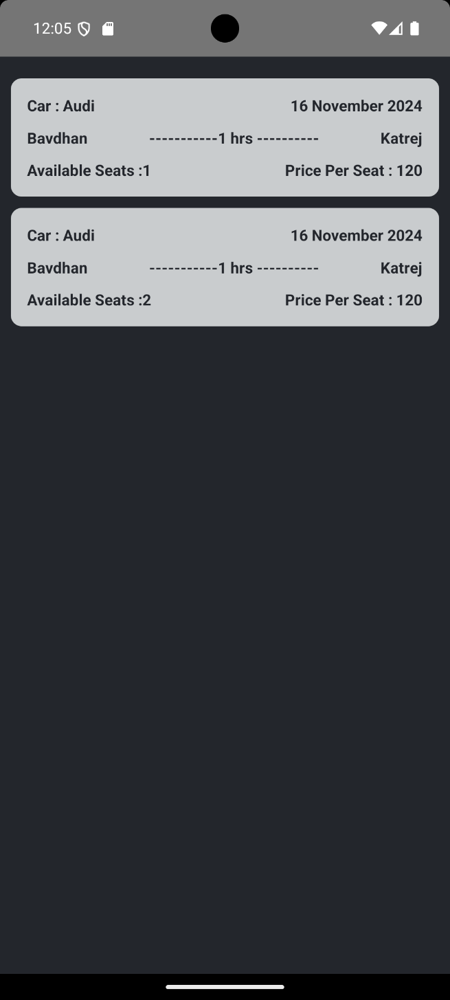 12:05
Car : Audi 16 November 2024
Bavdhan -----------1 hrs ---------- Katrej
Available Seats :1 Price Per Seat : 120
Car : Audi 16 November 2024
Bavdhan -----------1 hrs ---------- Katrej
Available Seats :2 Price Per Seat : 120